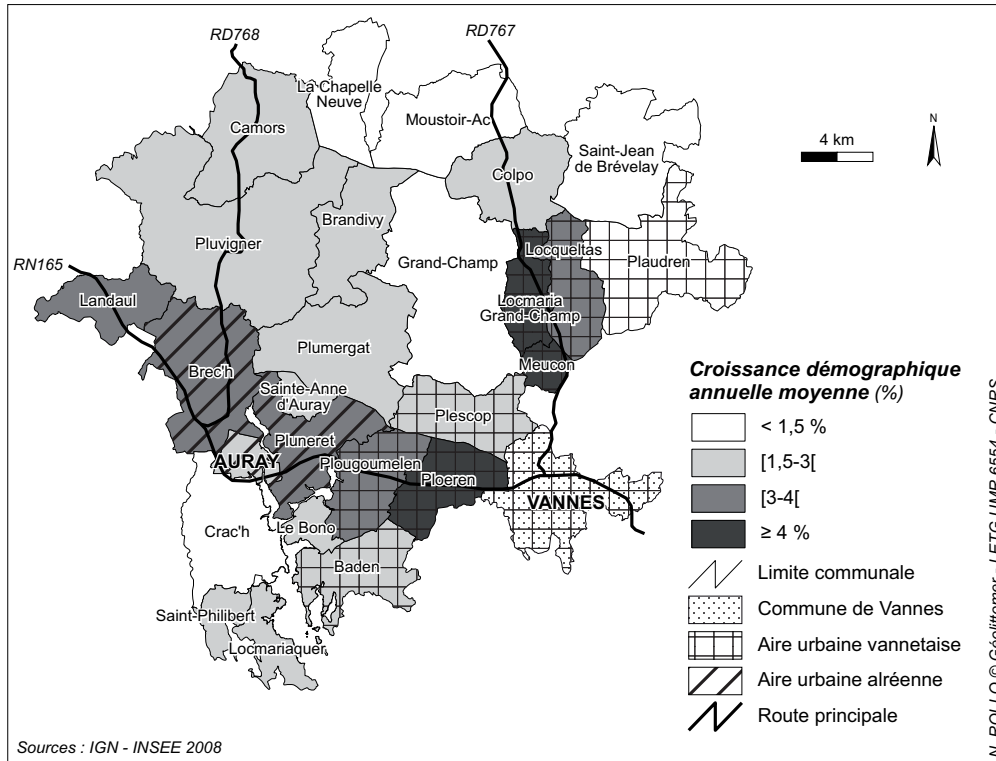 RD768
RD767
La Chapelle
Neuve
Camors
Moustoir-Ac
Saint-Jean
de Brévelay
4 km
N
Colpo
Brandivy
Pluvigner
Locqueltas
Plaudren
Grand-Champ
RN165
Landaul
Locmaria
Grand-Champ
Plumergat
Meucon
Brec'h
Sainte-Anne
d'Auray
Plescop
Pluneret
AURAY
Plougoumelen
Ploeren
VANNES
Crac'h
Le Bono
Baden
Saint-Philibert
Locmariaquer
Croissance démographique
annuelle moyenne (%)
< 1,5 %
[1,5-3[
[3-4[
≥ 4 %
Limite communale
Commune de Vannes
Aire urbaine vannetaise
Aire urbaine alréenne
Route principale
Sources : IGN - INSEE 2008
N. ROLLO © Géolittomer - LETG UMR 6554 - CNRS